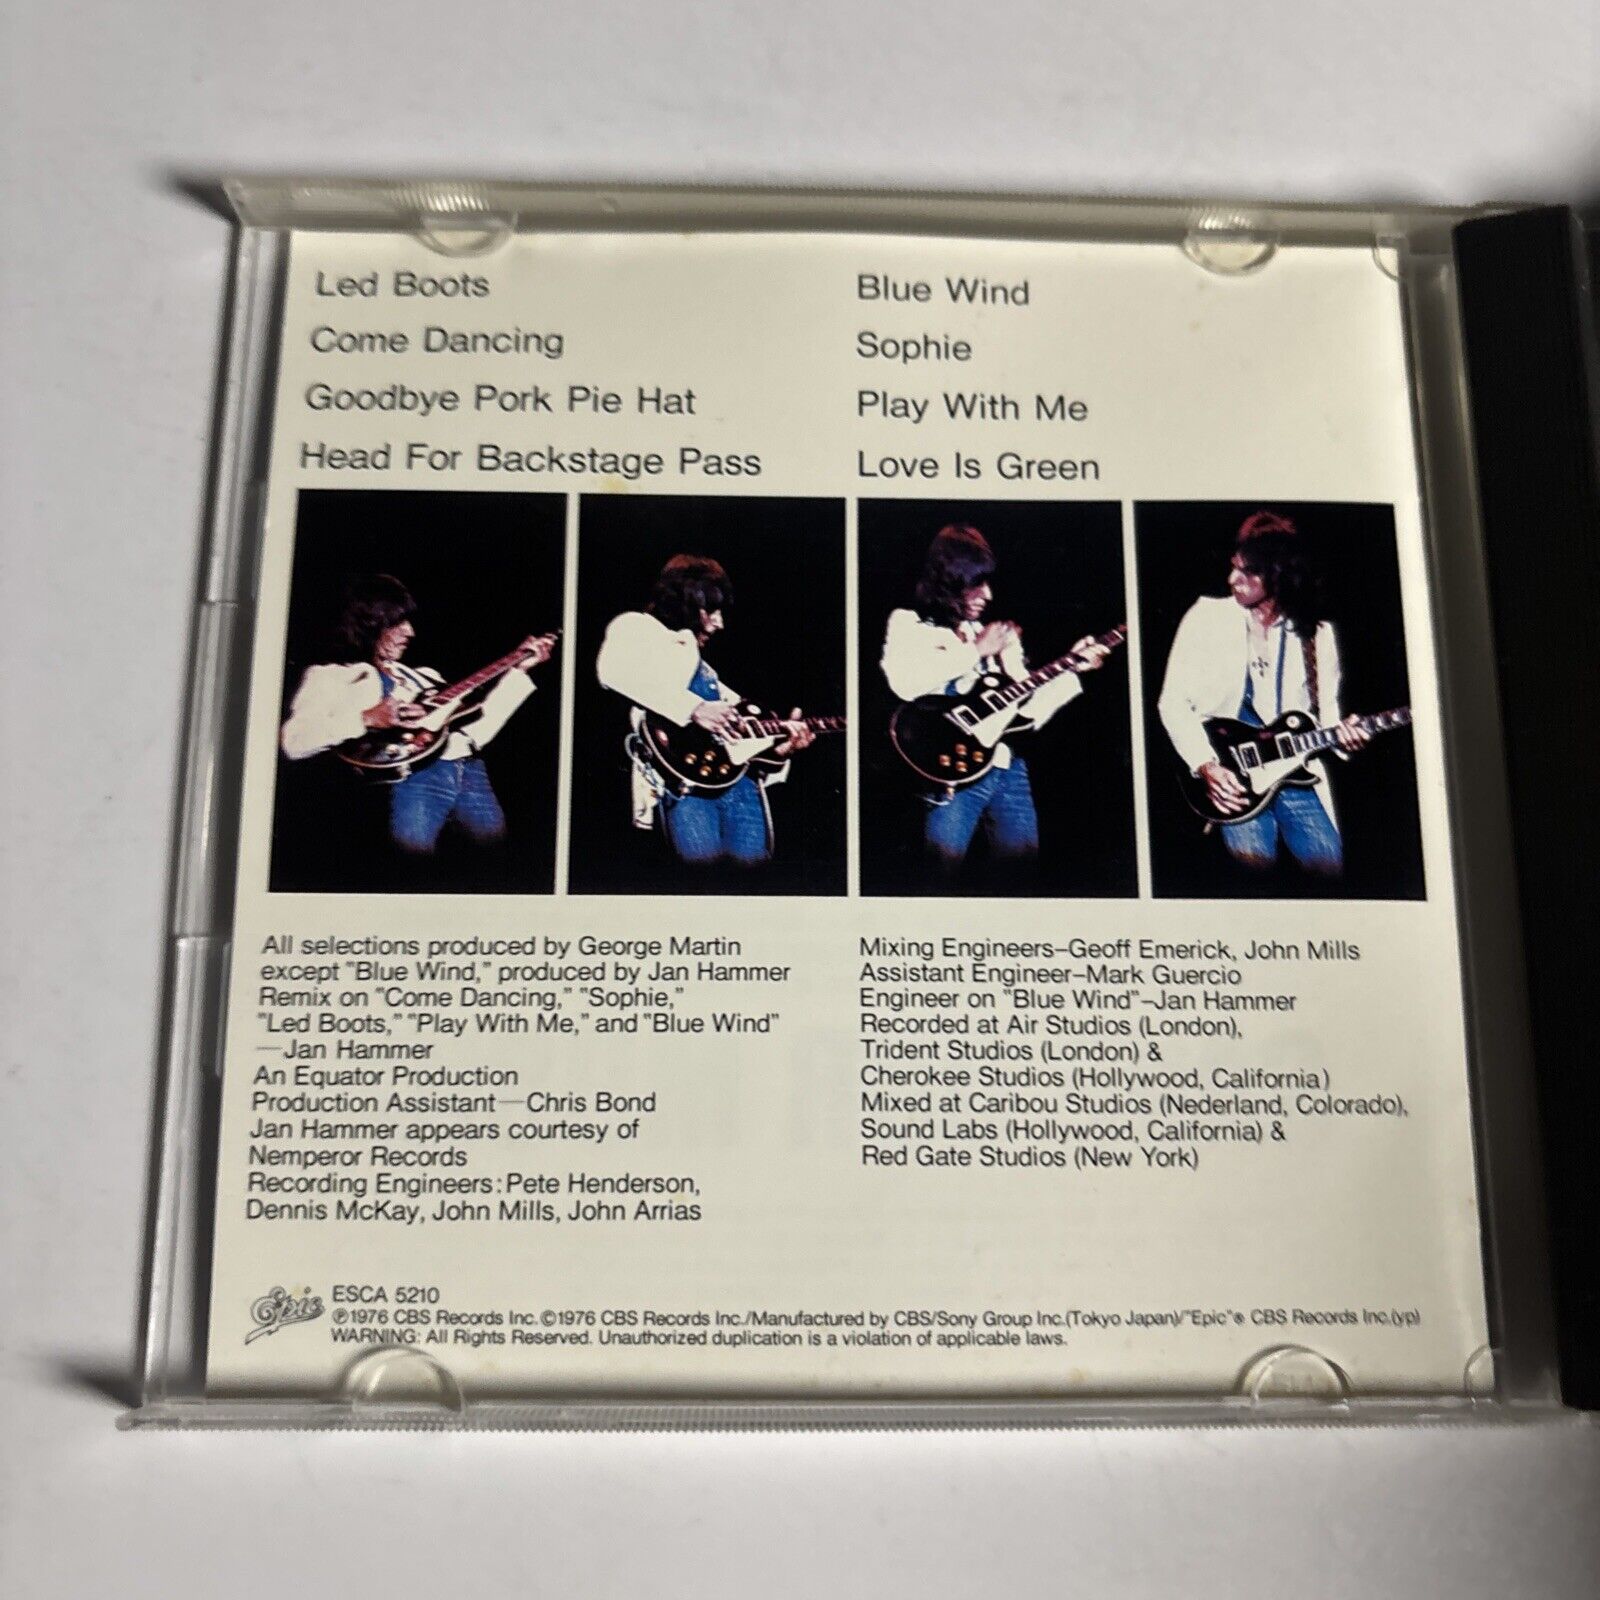 Led Boots
Come Dancing
Goodbye Pork Pie Hat
Head For Backstage Pass
Blue Wind
Sophie
Play With Me
Love Is Green
All selections produced by George Martin
except "Blue Wind," produced by Jan Hammer
Remix on "Come Dancing," "Sophie,"
"Led Boots," "Play With Me," and "Blue Wind"
—Jan Hammer
An Equator Production
Production Assistant—Chris Bond
Jan Hammer appears courtesy of
Nemperor Records
Recording Engineers:Pete Henderson,
Dennis McKay, John Mills, John Arrias
Mixing Engineers–Geoff Emerick, John Mills
Assistant Engineer–Mark Guercio
Engineer on "Blue Wind"–Jan Hammer
Recorded at Air Studios (London),
Trident Studios (London) &
Cherokee Studios (Hollywood, California)
Mixed at Caribou Studios (Nederland, Colorado),
Sound Labs (Hollywood, California) &
Red Gate Studios (New York)
Epic
ESCA 5210
℗1976 CBS Records Inc.©1976 CBS Records Inc./Manufactured by CBS/Sony Group Inc.(Tokyo Japan)/"Epic"® CBS Records Inc.(yp)
WARNING: All Rights Reserved. Unauthorized duplication is a violation of applicable laws.